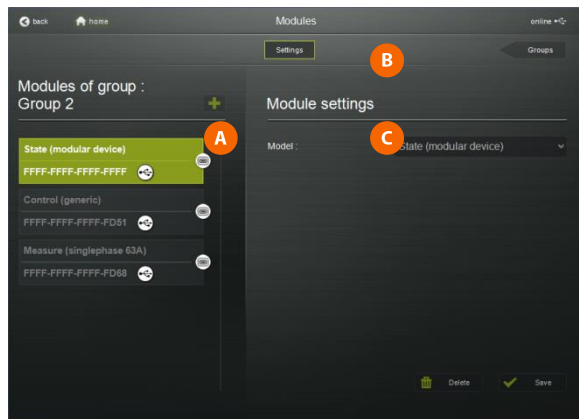 back
home
Modules
online
Settings
B
Groups
Modules of group :
Group 2
+
Module settings
A
C
Model :
State (modular device)
State (modular device)
FFFF-FFFF-FFFF-FFFF
Control (generic)
FFFF-FFFF-FFFF-FD51
Measure (singlephase 63A)
FFFF-FFFF-FFFF-FD68
Delete
Save